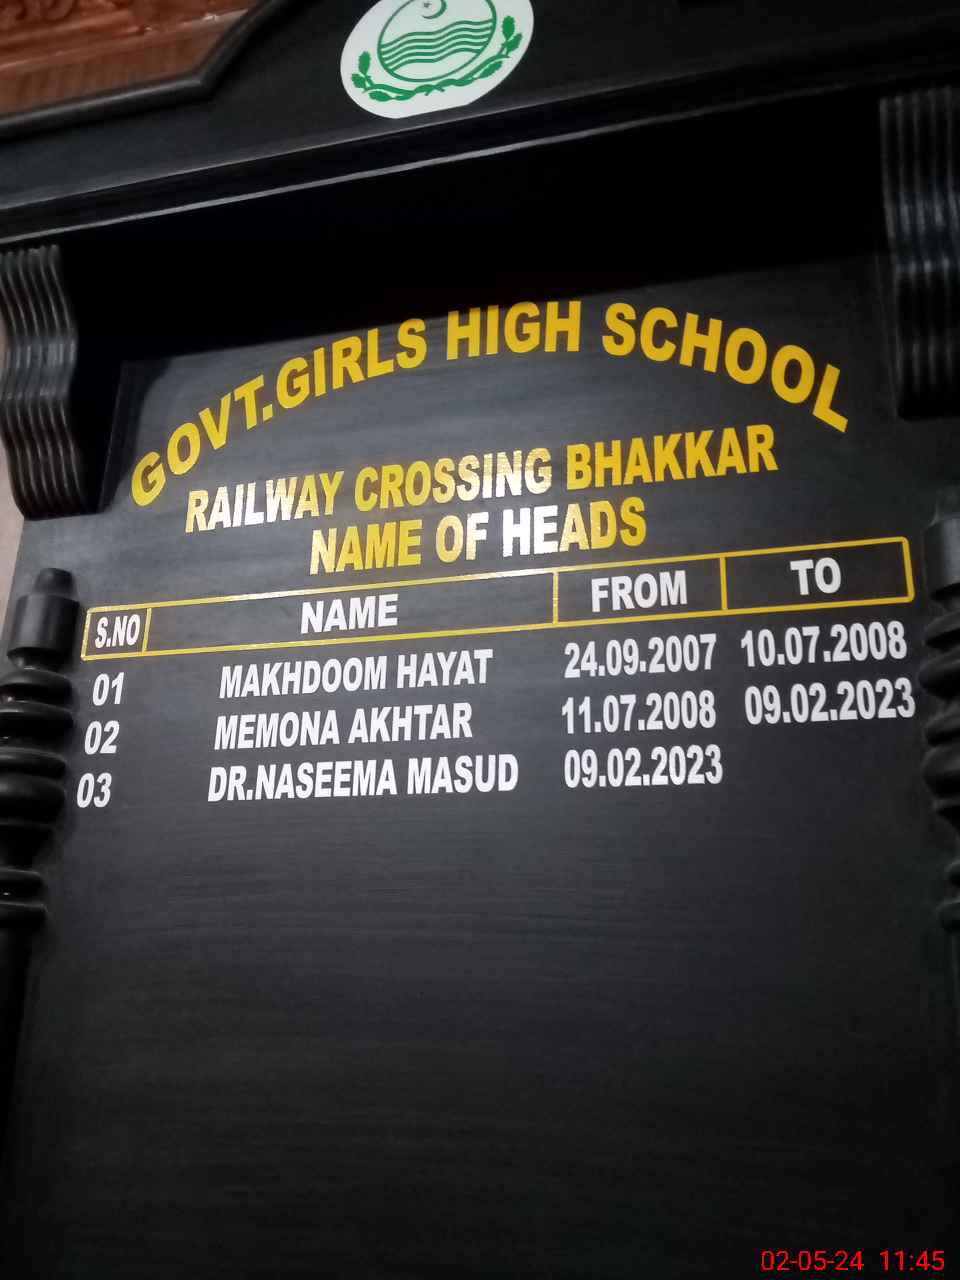 GOVT.GIRLS HIGH SCHOOL
RAILWAY CROSSING BHAKKAR
NAME OF HEADS
S.NO NAME FROM TO
01 MAKHDOOM HAYAT 24.09.2007 10.07.2008
02 MEMONA AKHTAR 11.07.2008 09.02.2023
03 DR.NASEEMA MASUD 09.02.2023
02-05-24 11:45